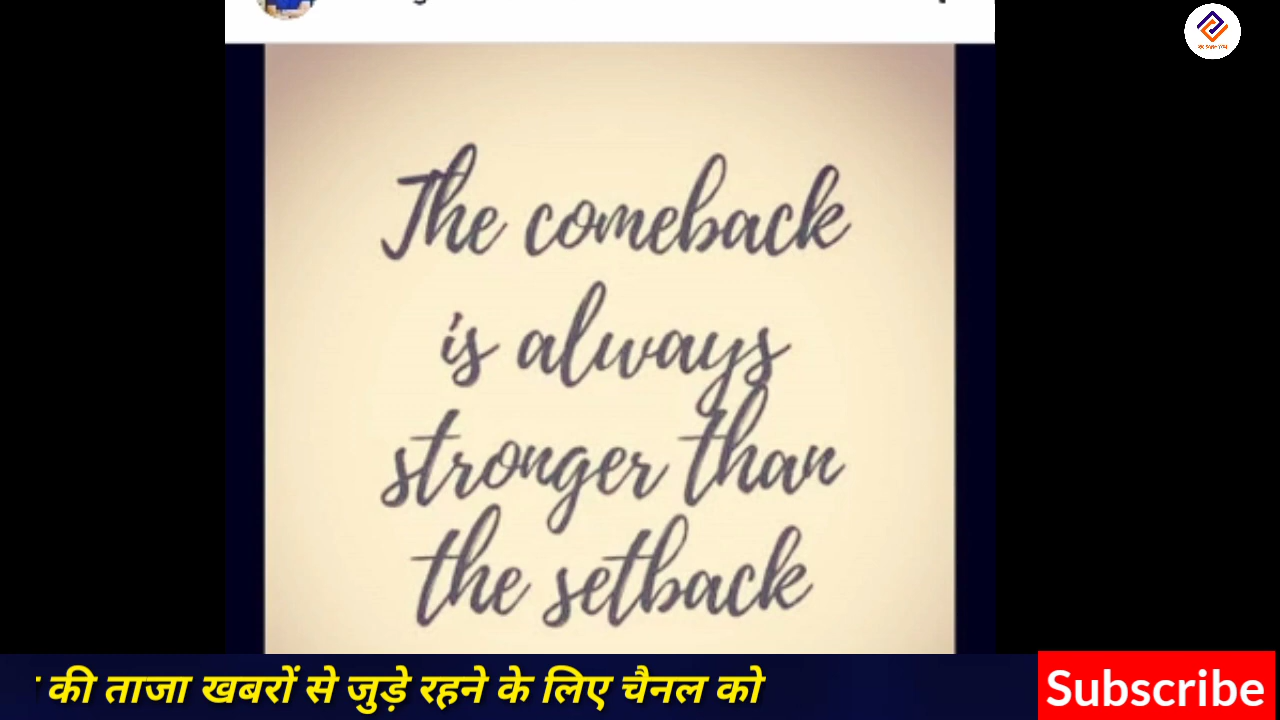 The comeback
is always
stronger than
the setback
की ताजा खबरों से जुड़े रहने के लिए चैनल को
Subscribe